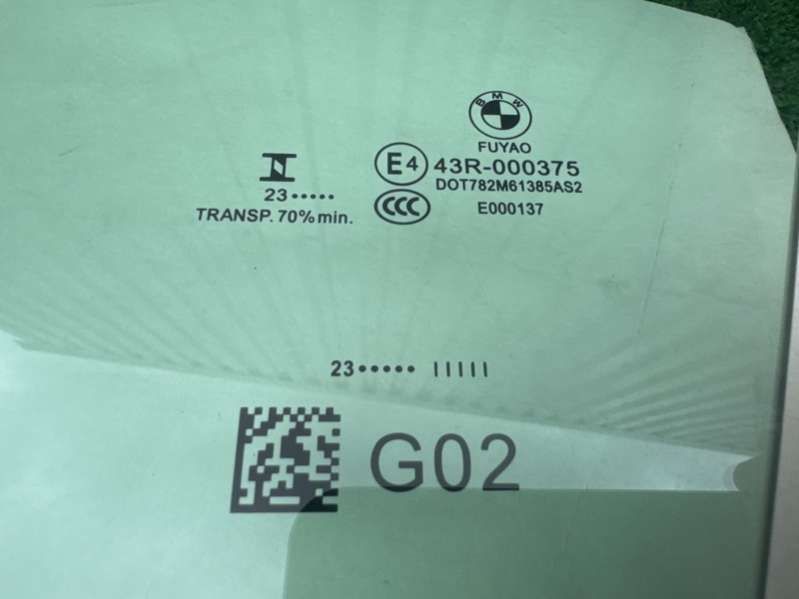 BMW
FUYAO
E4 43R-000375
DOT782M61385AS2
CCC E000137
23•••••
TRANSP. 70% min.
23•••••• IIIII
G02